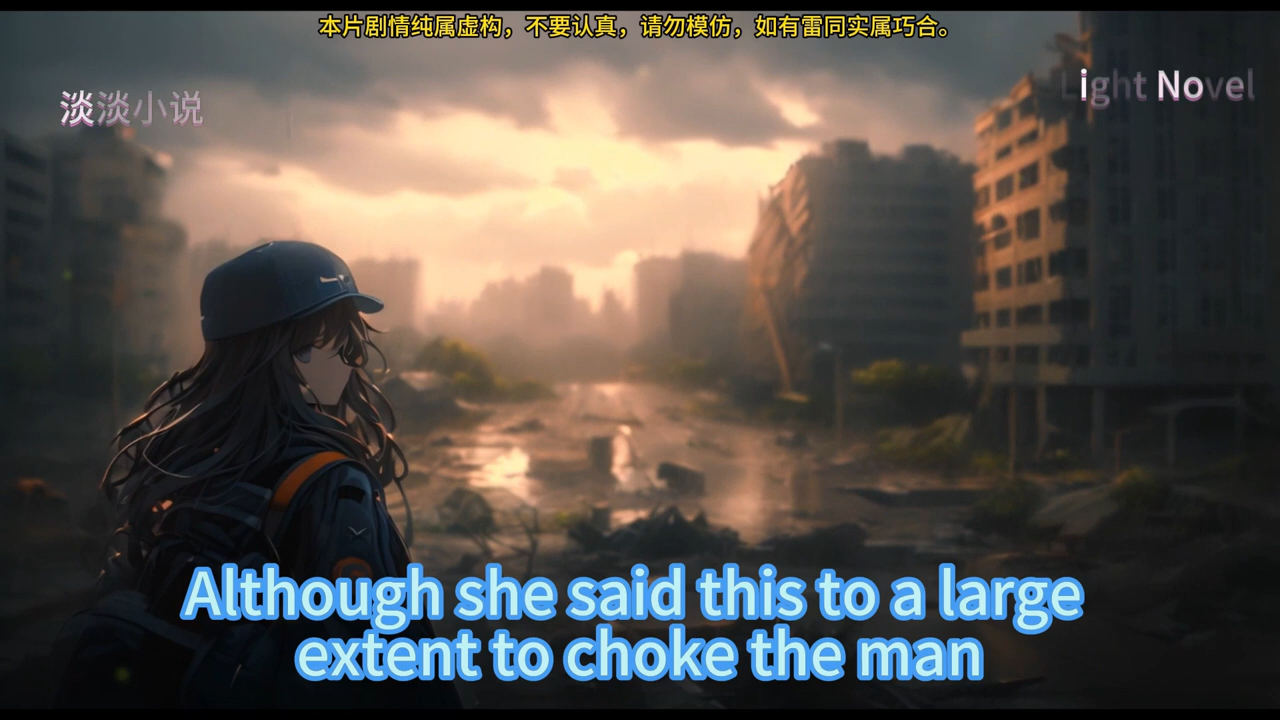 本片剧情纯属虚构，不要认真，请勿模仿，如有雷同实属巧合。
淡淡小说
Light Novel
Although she said this to a large
extent to choke the man